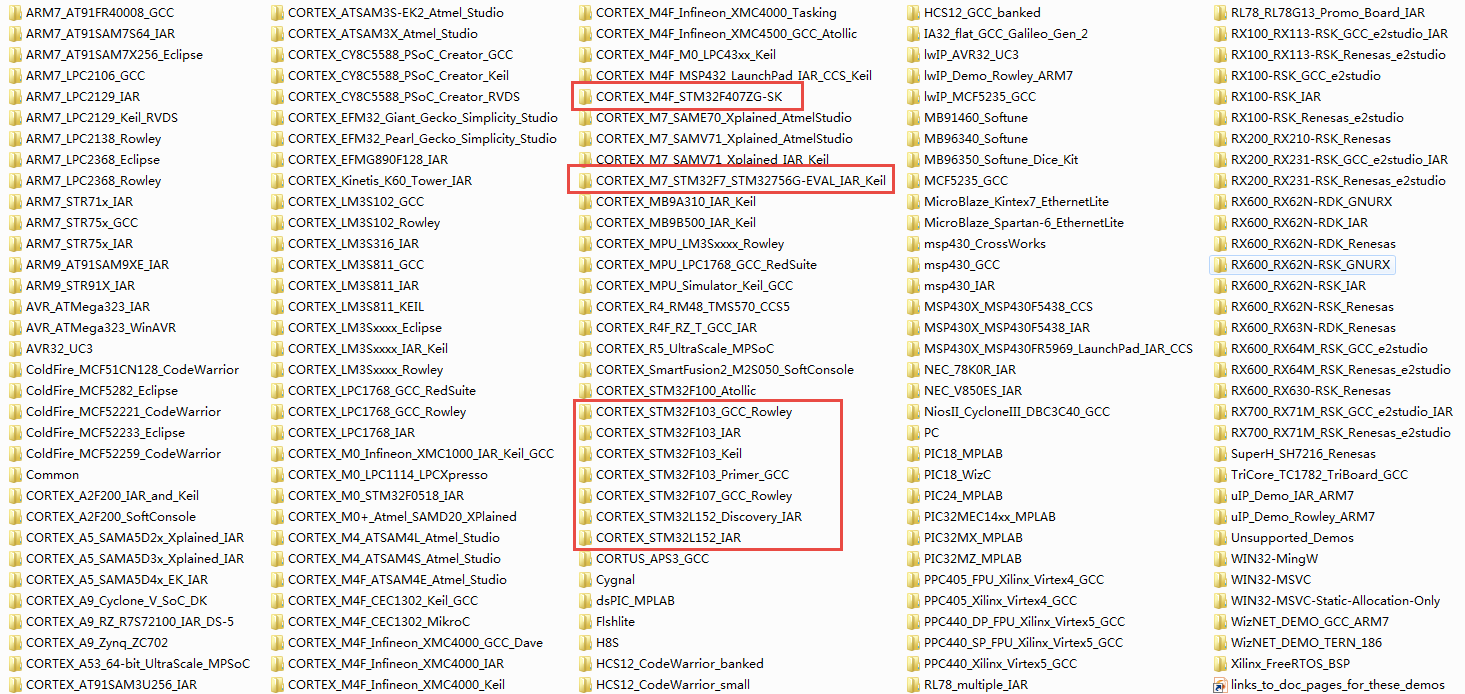 ARM7_AT91FR40008_GCC
ARM7_AT91SAM7S64_IAR
ARM7_AT91SAM7X256_Eclipse
ARM7_LPC2106_GCC
ARM7_LPC2129_IAR
ARM7_LPC2129_Keil_RVDS
ARM7_LPC2138_Rowley
ARM7_LPC2368_Eclipse
ARM7_LPC2368_Rowley
ARM7_STR71x_IAR
ARM7_STR75x_GCC
ARM7_STR75x_IAR
ARM9_AT91SAM9XE_IAR
ARM9_STR91X_IAR
AVR_ATMega323_IAR
AVR_ATMega323_WinAVR
AVR32_UC3
ColdFire_MCF51CN128_CodeWarrior
ColdFire_MCF5282_Eclipse
ColdFire_MCF52221_CodeWarrior
ColdFire_MCF52233_Eclipse
ColdFire_MCF52259_CodeWarrior
Common
CORTEX_A2F200_IAR_and_Keil
CORTEX_A2F200_SoftConsole
CORTEX_A5_SAMA5D2x_Xplained_IAR
CORTEX_A5_SAMA5D3x_Xplained_IAR
CORTEX_A5_SAMA5D4x_EK_IAR
CORTEX_A9_Cyclone_V_SoC_DK
CORTEX_A9_RZ_R7S72100_IAR_DS-5
CORTEX_A9_Zynq_ZC702
CORTEX_A53_64-bit_UltraScale_MPSoC
CORTEX_AT91SAM3U256_IAR
CORTEX_ATSAM3S-EK2_Atmel_Studio
CORTEX_ATSAM3X_Atmel_Studio
CORTEX_CY8C5588_PSoC_Creator_GCC
CORTEX_CY8C5588_PSoC_Creator_Keil
CORTEX_CY8C5588_PSoC_Creator_RVDS
CORTEX_EFM32_Giant_Gecko_Simplicity_Studio
CORTEX_EFM32_Pearl_Gecko_Simplicity_Studio
CORTEX_EFMG890F128_IAR
CORTEX_Kinetis_K60_Tower_IAR
CORTEX_LM3S102_GCC
CORTEX_LM3S102_Rowley
CORTEX_LM3S316_IAR
CORTEX_LM3S811_GCC
CORTEX_LM3S811_IAR
CORTEX_LM3S811_KEIL
CORTEX_LM3Sxxxx_Eclipse
CORTEX_LM3Sxxxx_IAR_Keil
CORTEX_LM3Sxxxx_Rowley
CORTEX_LPC1768_GCC_RedSuite
CORTEX_LPC1768_GCC_Rowley
CORTEX_LPC1768_IAR
CORTEX_M0_Infineon_XMC1000_IAR_Keil_GCC
CORTEX_M0_LPC1114_LPCXpresso
CORTEX_M0_STM32F0518_IAR
CORTEX_M0+_Atmel_SAMD20_XPlained
CORTEX_M4_ATSAM4L_Atmel_Studio
CORTEX_M4_ATSAM4S_Atmel_Studio
CORTEX_M4F_ATSAM4E_Atmel_Studio
CORTEX_M4F_CEC1302_Keil_GCC
CORTEX_M4F_CEC1302_MikroC
CORTEX_M4F_Infineon_XMC4000_GCC_Dave
CORTEX_M4F_Infineon_XMC4000_IAR
CORTEX_M4F_Infineon_XMC4000_Keil
CORTEX_M4F_Infineon_XMC4000_Tasking
CORTEX_M4F_Infineon_XMC4500_GCC_Atollic
CORTEX_M4F_M0_LPC43xx_Keil
CORTEX_M4F_MSP432_LaunchPad_IAR_CCS_Keil
CORTEX_M4F_STM32F407ZG-SK
CORTEX_M7_SAME70_Xplained_AtmelStudio
CORTEX_M7_SAMV71_Xplained_AtmelStudio
CORTEX_M7_SAMV71_Xplained_IAR_Keil
CORTEX_M7_STM32F7_STM32756G-EVAL_IAR_Keil
CORTEX_MB9A310_IAR_Keil
CORTEX_MB9B500_IAR_Keil
CORTEX_MPU_LM3Sxxxx_Rowley
CORTEX_MPU_LPC1768_GCC_RedSuite
CORTEX_MPU_Simulator_Keil_GCC
CORTEX_R4_RM48_TMS570_CCS5
CORTEX_R4F_RZ_T_GCC_IAR
CORTEX_R5_UltraScale_MPSoC
CORTEX_SmartFusion2_M2S050_SoftConsole
CORTEX_STM32F100_Atollic
CORTEX_STM32F103_GCC_Rowley
CORTEX_STM32F103_IAR
CORTEX_STM32F103_Keil
CORTEX_STM32F103_Primer_GCC
CORTEX_STM32F107_GCC_Rowley
CORTEX_STM32L152_Discovery_IAR
CORTEX_STM32L152_IAR
CORTUS_APS3_GCC
Cygnal
dsPIC_MPLAB
Flshlite
H8S
HCS12_CodeWarrior_banked
HCS12_CodeWarrior_small
HCS12_GCC_banked
IA32_flat_GCC_Galileo_Gen_2
lwIP_AVR32_UC3
lwIP_Demo_Rowley_ARM7
lwIP_MCF5235_GCC
MB91460_Softune
MB96340_Softune
MB96350_Softune_Dice_Kit
MCF5235_GCC
MicroBlaze_Kintex7_EthernetLite
MicroBlaze_Spartan-6_EthernetLite
msp430_CrossWorks
msp430_GCC
msp430_IAR
MSP430X_MSP430F5438_CCS
MSP430X_MSP430F5438_IAR
MSP430X_MSP430FR5969_LaunchPad_IAR_CCS
NEC_78K0R_IAR
NEC_V850ES_IAR
NiosII_CycloneIII_DBC3C40_GCC
PC
PIC18_MPLAB
PIC18_WizC
PIC24_MPLAB
PIC32MEC14xx_MPLAB
PIC32MX_MPLAB
PIC32MZ_MPLAB
PPC405_FPU_Xilinx_Virtex4_GCC
PPC405_Xilinx_Virtex4_GCC
PPC440_DP_FPU_Xilinx_Virtex5_GCC
PPC440_SP_FPU_Xilinx_Virtex5_GCC
PPC440_Xilinx_Virtex5_GCC
RL78_multiple_IAR
RL78_RL78G13_Promo_Board_IAR
RX100_RX113-RSK_GCC_e2studio_IAR
RX100_RX113-RSK_Renesas_e2studio
RX100-RSK_GCC_e2studio
RX100-RSK_IAR
RX100-RSK_Renesas_e2studio
RX200_RX210-RSK_Renesas
RX200_RX231-RSK_GCC_e2studio_IAR
RX200_RX231-RSK_Renesas_e2studio
RX600_RX62N-RDK_GNURX
RX600_RX62N-RDK_IAR
RX600_RX62N-RDK_Renesas
RX600_RX62N-RSK_GNURX
RX600_RX62N-RSK_IAR
RX600_RX62N-RSK_Renesas
RX600_RX63N-RDK_Renesas
RX600_RX64M_RSK_GCC_e2studio
RX600_RX64M_RSK_Renesas_e2studio
RX600_RX630-RSK_Renesas
RX700_RX71M_RSK_GCC_e2studio_IAR
RX700_RX71M_RSK_Renesas_e2studio
SuperH_SH7216_Renesas
TriCore_TC1782_TriBoard_GCC
uIP_Demo_IAR_ARM7
uIP_Demo_Rowley_ARM7
Unsupported_Demos
WIN32-MingW
WIN32-MSVC
WIN32-MSVC-Static-Allocation-Only
WizNET_DEMO_GCC_ARM7
WizNET_DEMO_TERN_186
Xilinx_FreeRTOS_BSP
links_to_doc_pages_for_these_demos